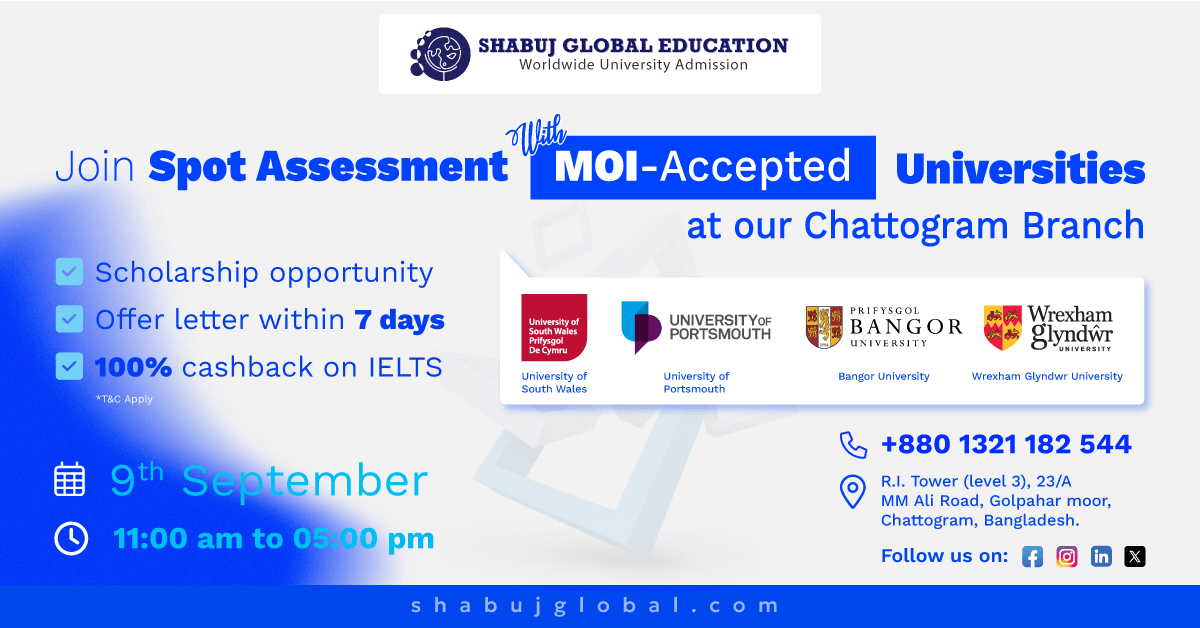 SHABUJ GLOBAL EDUCATION
Worldwide University Admission
Join Spot Assessment With MOI-Accepted Universities
at our Chattogram Branch
Scholarship opportunity
Offer letter within 7 days
100% cashback on IELTS
*T&C Apply
University of
South Wales
Prifysgol
De Cymru
University of
South Wales
UNIVERSITY OF
PORTSMOUTH
University of
Portsmouth
PRIFYSGOL
BANGOR
UNIVERSITY
Bangor University
Wrexham
glyndŵr
UNIVERSITY
Wrexham Glyndwr University
9th September
11:00 am to 05:00 pm
+880 1321 182 544
R.I. Tower (level 3), 23/A
MM Ali Road, Golpahar moor,
Chattogram, Bangladesh.
Follow us on:
shabujglobal.com